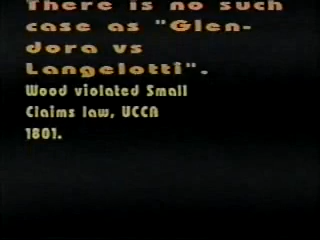 There is no such
case as "Glen-
dora vs
Langelotti".
Wood violated Small
Claims law, UCCA
1801.